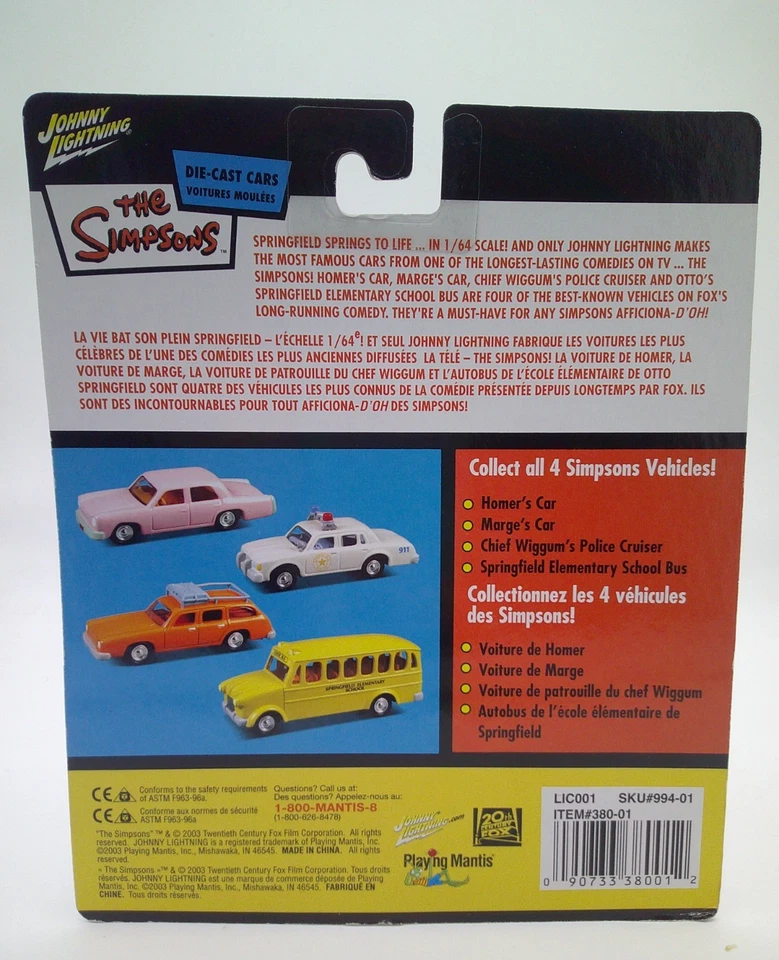 JOHNNY
LIGHTNING®
DIE-CAST CARS
VOITURES MOULÉES
THE
SIMPSONS™
SPRINGFIELD SPRINGS TO LIFE ... IN 1/64 SCALE! AND ONLY JOHNNY LIGHTNING MAKES
THE MOST FAMOUS CARS FROM ONE OF THE LONGEST-LASTING COMEDIES ON TV ... THE
SIMPSONS! HOMER'S CAR, MARGE'S CAR, CHIEF WIGGUM'S POLICE CRUISER AND OTTO'S
SPRINGFIELD ELEMENTARY SCHOOL BUS ARE FOUR OF THE BEST-KNOWN VEHICLES ON FOX'S
LONG-RUNNING COMEDY. THEY'RE A MUST-HAVE FOR ANY SIMPSONS AFFICIONA-D'OH!
LA VIE BAT SON PLEIN SPRINGFIELD – L'ÉCHELLE 1/64e! ET SEUL JOHNNY LIGHTNING FABRIQUE LES VOITURES LES PLUS
CÉLÈBRES DE L'UNE DES COMÉDIES LES PLUS ANCIENNES DIFFUSÉES LA TÉLÉ – THE SIMPSONS! LA VOITURE DE HOMER, LA
VOITURE DE MARGE, LA VOITURE DE PATROUILLE DU CHEF WIGGUM ET L'AUTOBUS DE L'ÉCOLE ÉLÉMENTAIRE DE OTTO
SPRINGFIELD SON QUATRE DES VÉHICULES LES PLUS CONNUS DE LA COMÉDIE PRÉSENTÉE DEPUIS LONGTEMPS PAR FOX. ILS
SONT DES INCONTOURNABLES POUR TOUT AFFICIONA-D'OH DES SIMPSONS!
911
SPRINGFIELD ELEMENTARY
SCHOOL
Collect all 4 Simpsons Vehicles!
Homer's Car
Marge's Car
Chief Wiggum's Police Cruiser
Springfield Elementary School Bus
Collectionnez les 4 véhicules
des Simpsons!
Voiture de Homer
Voiture de Marge
Voiture de patrouille du chef Wiggum
Autobus de l'école élémentaire de
Springfield
CE Conforms to the safety requirements
of ASTM F963-96a.
CE Conforme aux normes de sécurité
ASTM F963-96a
Questions? Call us at:
Des questions? Appelez-nous au:
1-800-MANTIS-8
(1-800-626-8478)
"The Simpsons" ™ & © 2003 Twentieth Century Fox Film Corporation. All rights
reserved. JOHNNY LIGHTNING is a registered trademark of Playing Mantis, Inc.
©2003 Playing Mantis, Inc., Mishawaka, IN 46545. MADE IN CHINA. All rights
reserved.
« The Simpsons »™ & © 2003 Twentieth Century Fox Film Corporation. Tous droits
réservés. JOHNNY LIGHTNING est une marque de commerce déposée de Playing
Mantis, Inc. ©2003 Playing Mantis, Inc., Mishawaka, IN 46545. FABRIQUÉ EN
CHINE. Tous droits réservés.
JOHNNY
LIGHTNING.com
20th
CENTURY
FOX
Playing Mantis®
LIC001 SKU#994-01
ITEM#380-01
0 90733 38001 2